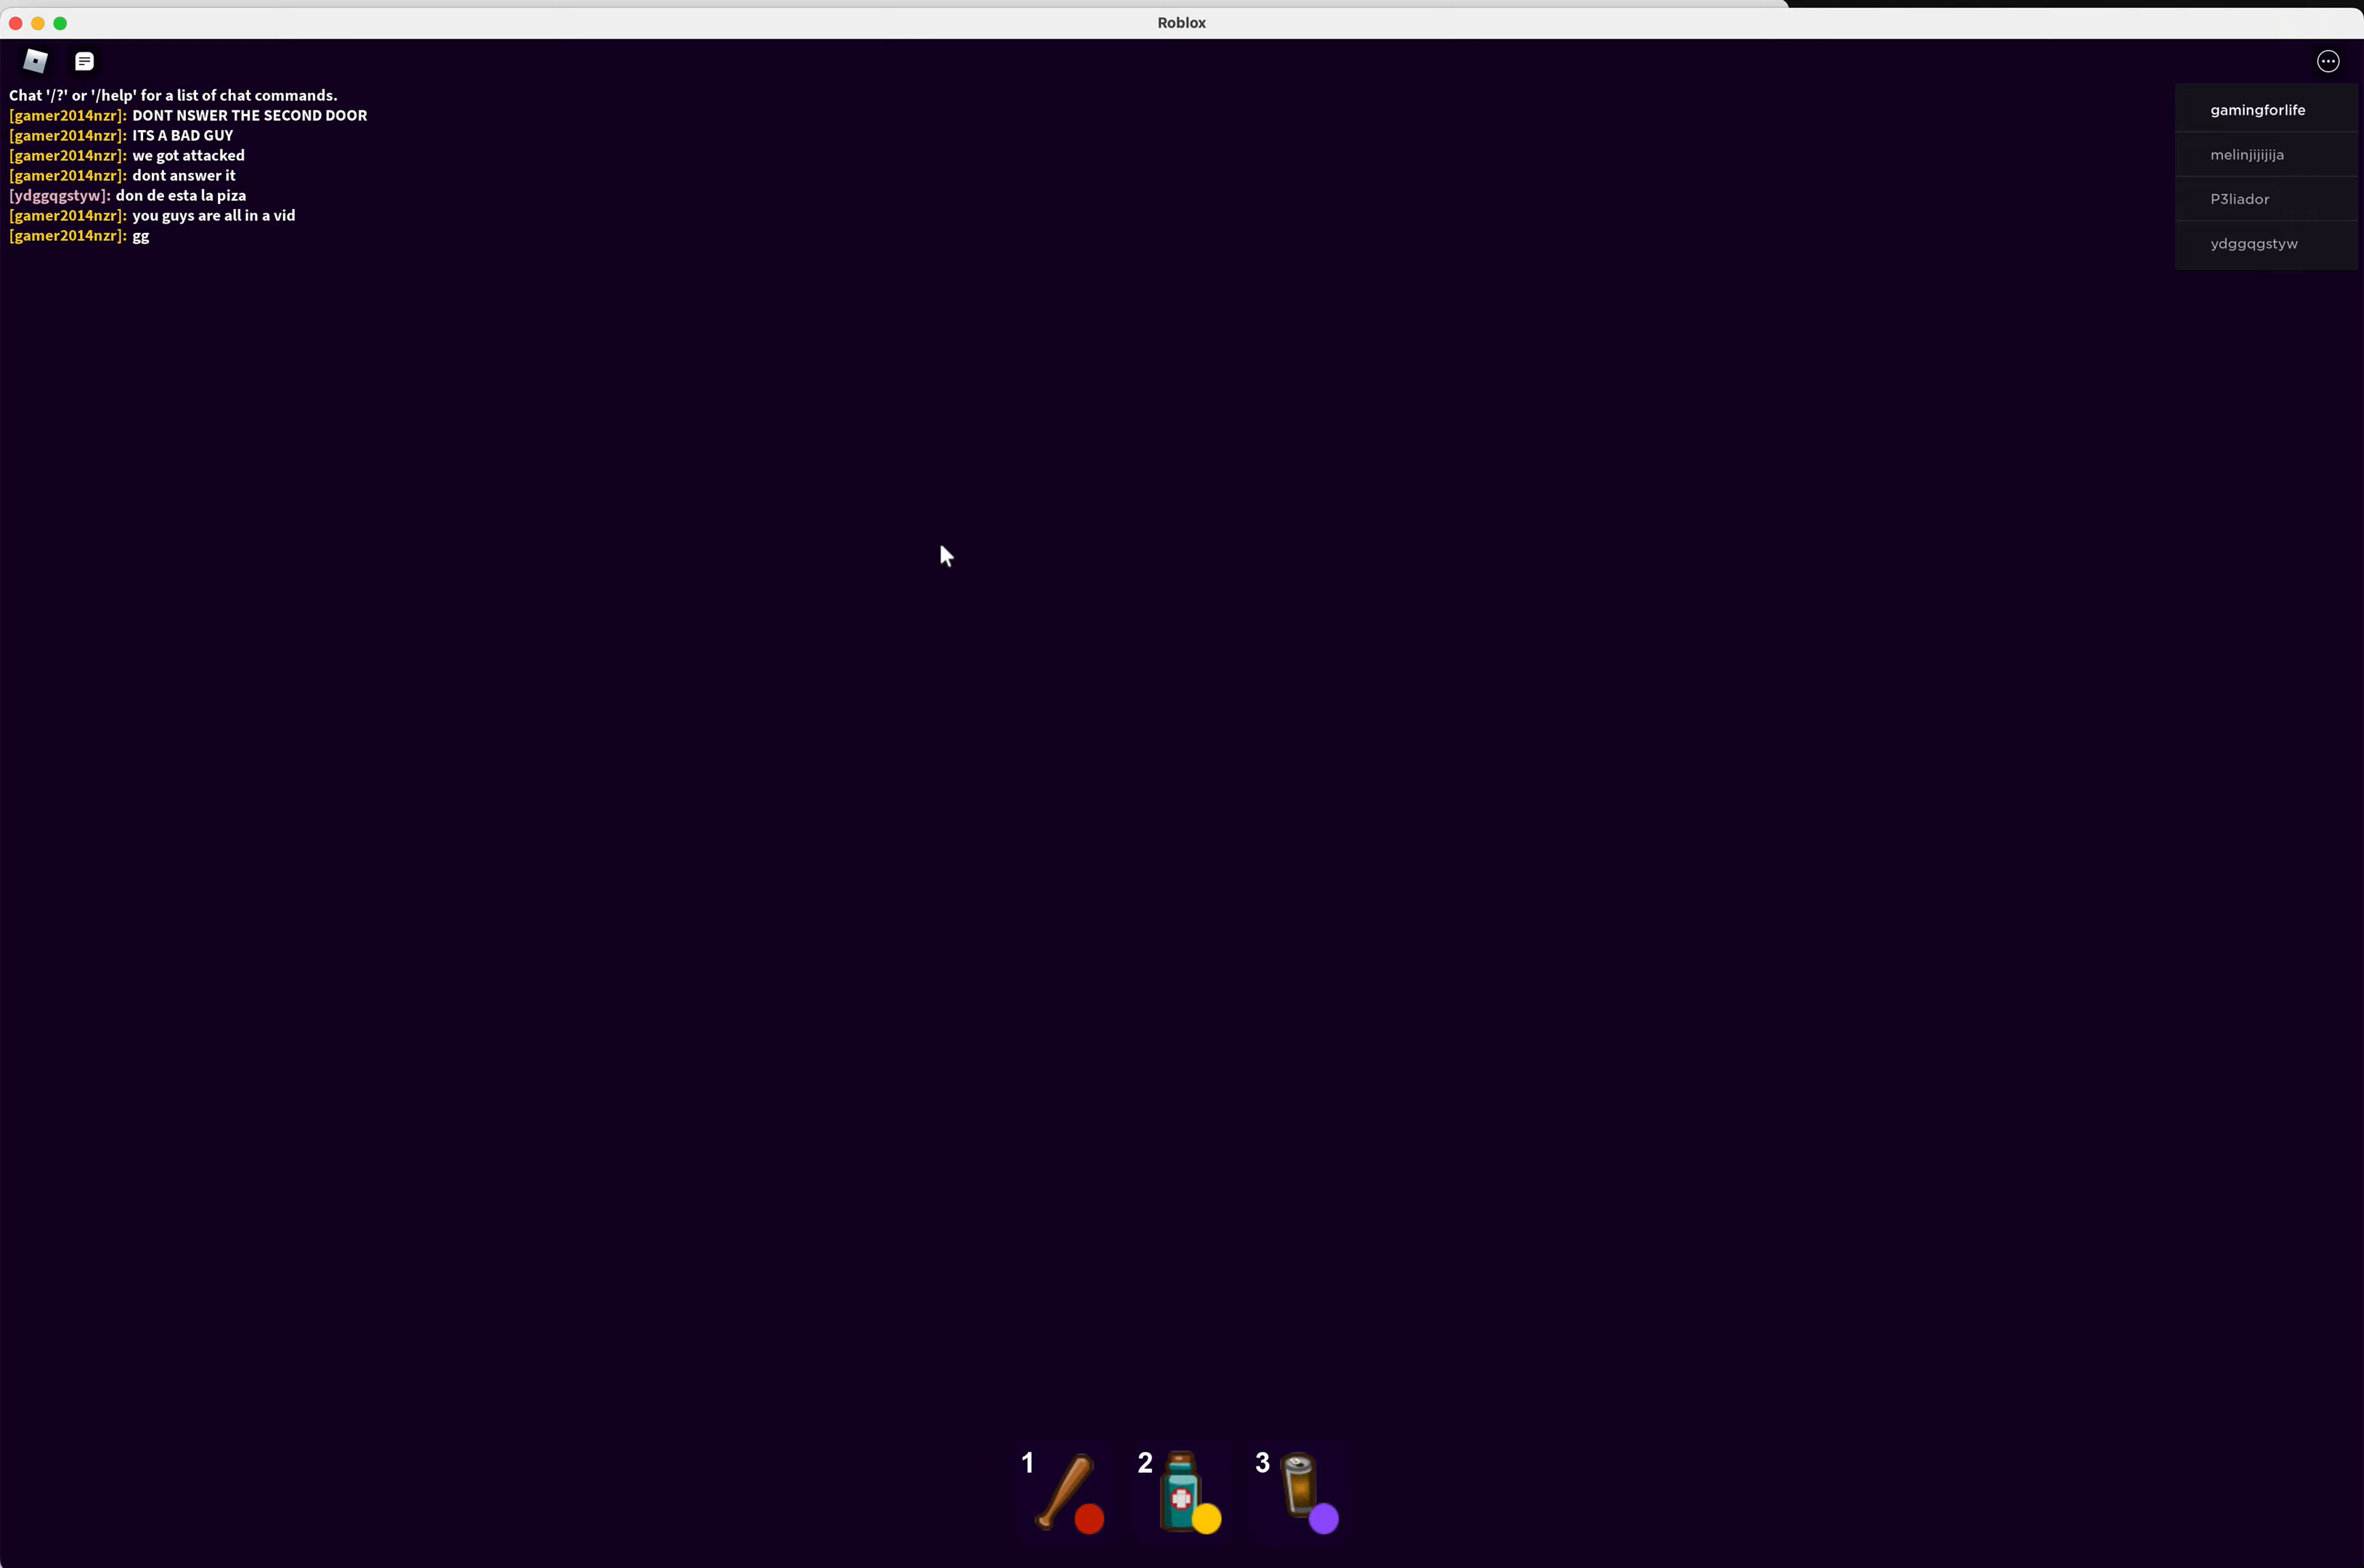 Roblox
Chat '/?' or '/help' for a list of chat commands.
[gamer2014nzr]: DONT NSWER THE SECOND DOOR
[gamer2014nzr]: ITS A BAD GUY
[gamer2014nzr]: we got attacked
[gamer2014nzr]: dont answer it
[ydggqgstyw]: don de esta la piza
[gamer2014nzr]: you guys are all in a vid
[gamer2014nzr]: gg
gamingforlife
melinjijijija
P3liador
ydggqgstyw
1 2 3